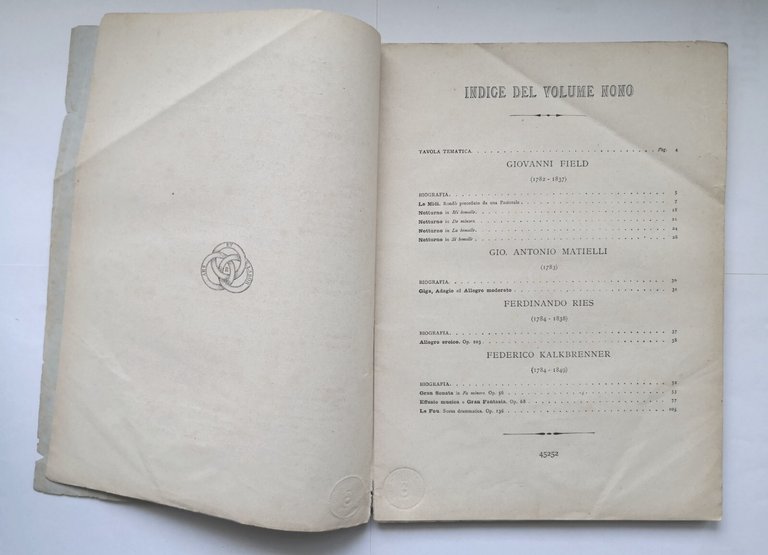 INDICE DEL VOLUME NONO
TAVOLA TEMATICA. Pag. 4
GIOVANNI FIELD
(1782 - 1837)
BIOGRAFIA. 5
Le Midi. Rondò preceduto da una Pastorale. 7
Notturno in Mi bemolle. 18
Notturno in Do minore. 21
Notturno in La bemolle. 24
Notturno in Si bemolle. 26
GIO. ANTONIO MATIELLI
(1783)
BIOGRAFIA. 30
Giga, Adagio ed Allegro moderato 31
FERDINANDO RIES
(1784 - 1838)
BIOGRAFIA. 37
Allegro eroico. Op. 103. 38
FEDERICO KALKBRENNER
(1784 - 1849)
BIOGRAFIA. 52
Gran Sonata in Fa minore Op. 56 53
Effusio musica o Gran Fantasia. Op. 68 77
Le Fou. Scena drammatica. Op. 136 105
45252